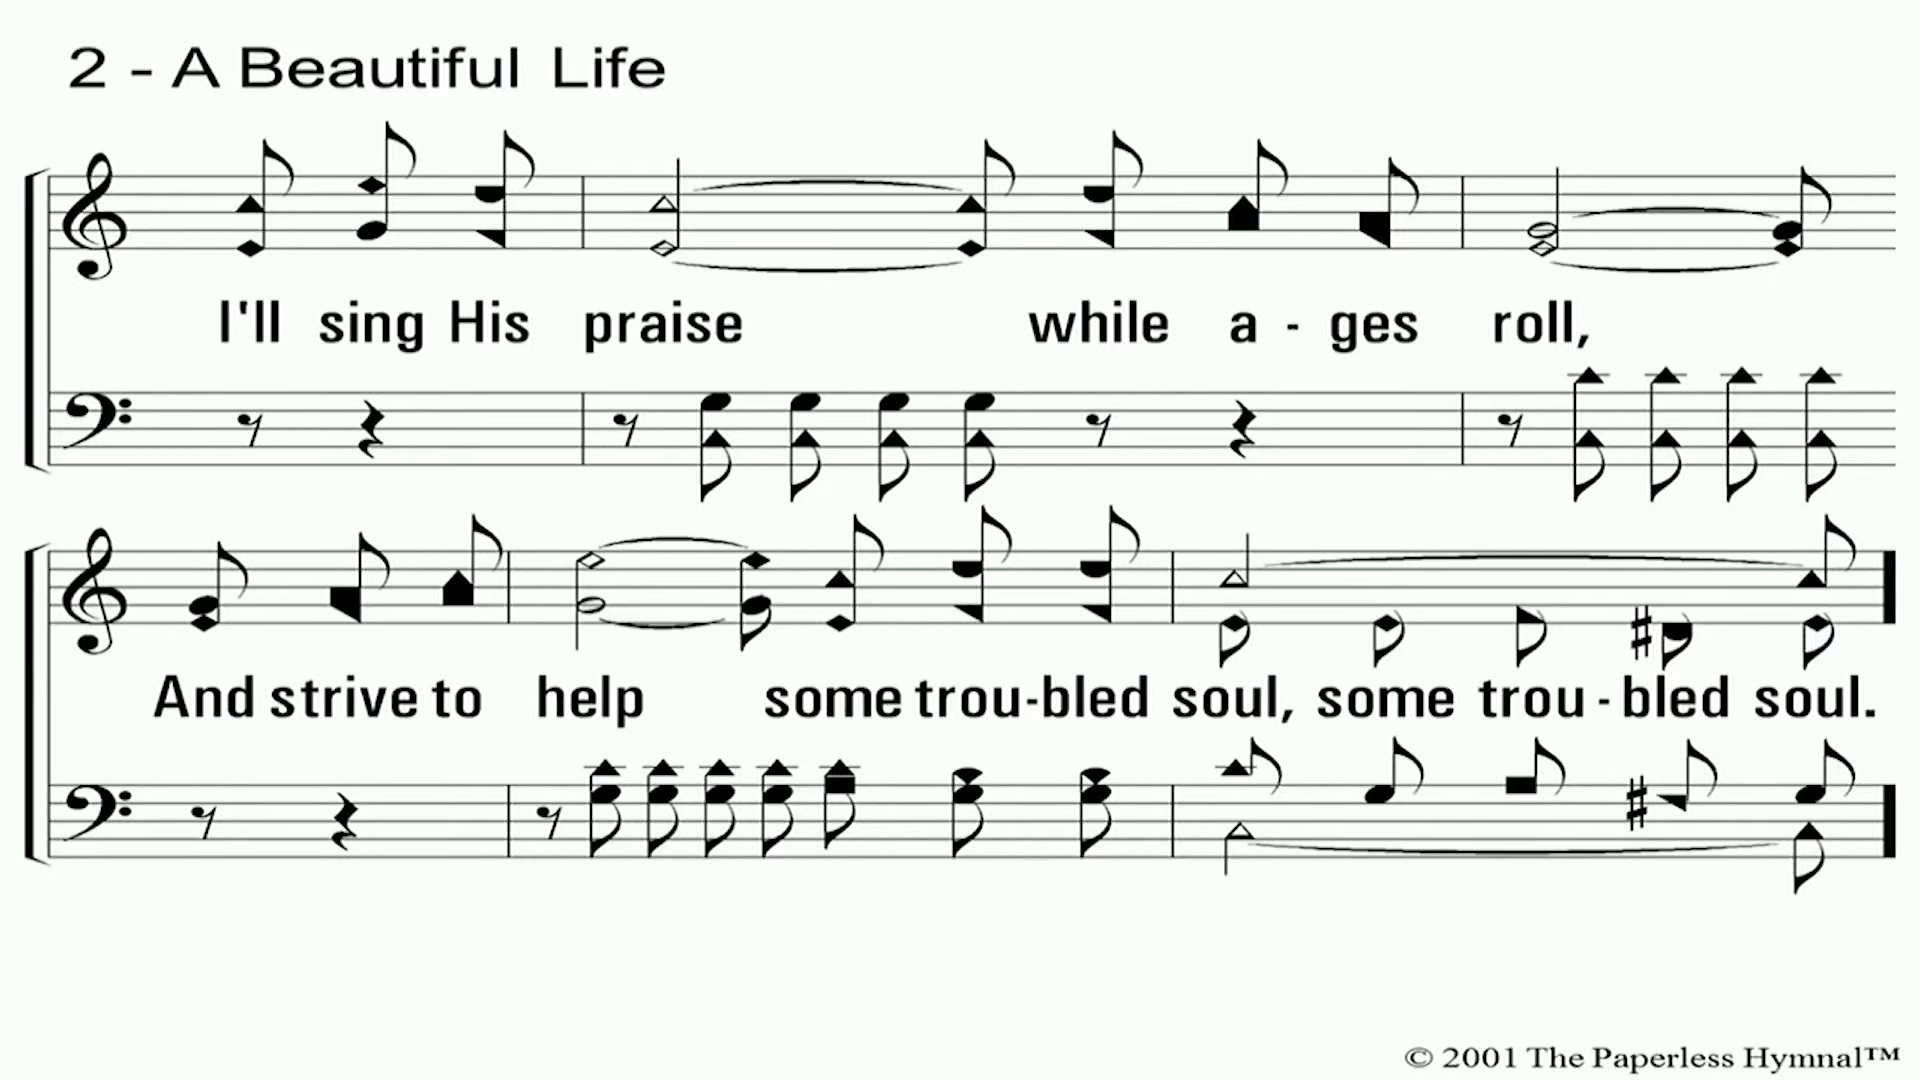 2 - A Beautiful Life
I'll sing His praise while a - ges roll,
And strive to help some trou-bled soul, some trou - bled soul.
© 2001 The Paperless Hymnal™